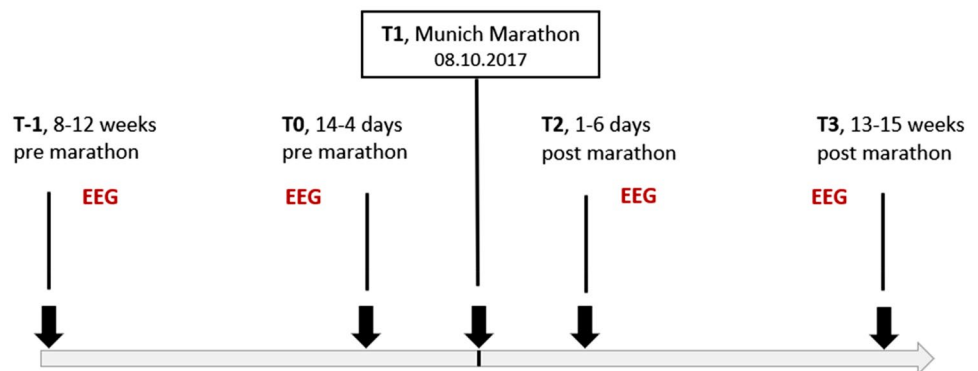 T1, Munich Marathon
08.10.2017
T-1, 8-12 weeks
pre marathon
EEG
T0, 14-4 days
pre marathon
EEG
T2, 1-6 days
post marathon
EEG
T3, 13-15 weeks
post marathon
EEG